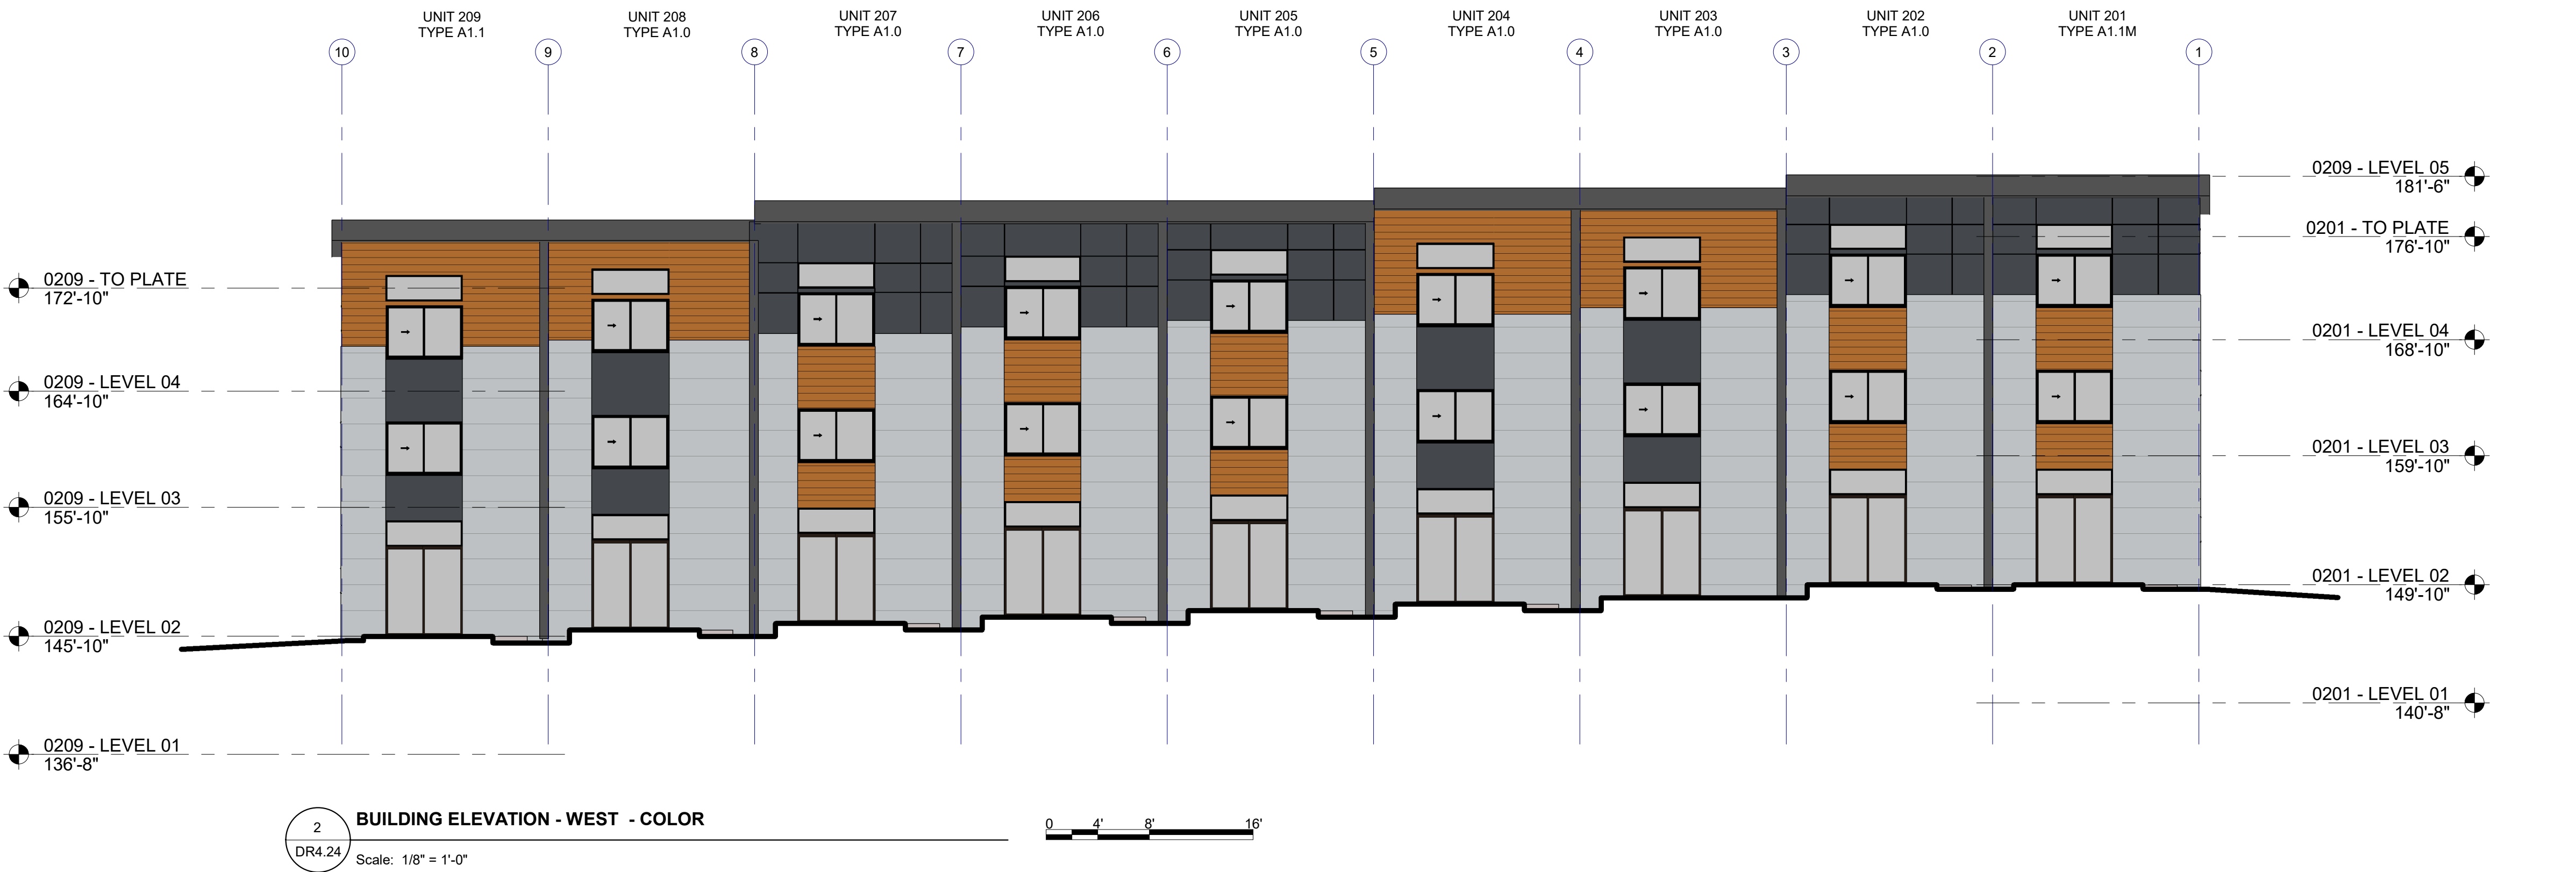 UNIT 209
TYPE A1.1
UNIT 208
TYPE A1.0
UNIT 207
TYPE A1.0
UNIT 206
TYPE A1.0
UNIT 205
TYPE A1.0
UNIT 204
TYPE A1.0
UNIT 203
TYPE A1.0
UNIT 202
TYPE A1.0
UNIT 201
TYPE A1.1M
10
9
8
7
6
5
4
3
2
1
0209 - TO PLATE
172'-10"
0209 - LEVEL 04
164'-10"
0209 - LEVEL 03
155'-10"
0209 - LEVEL 02
145'-10"
0209 - LEVEL 01
136'-8"
0209 - LEVEL 05
181'-6"
0201 - TO PLATE
176'-10"
0201 - LEVEL 04
168'-10"
0201 - LEVEL 03
159'-10"
0201 - LEVEL 02
149'-10"
0201 - LEVEL 01
140'-8"
2
DR4.24
BUILDING ELEVATION - WEST - COLOR
Scale: 1/8" = 1'-0"
0 4' 8' 16'